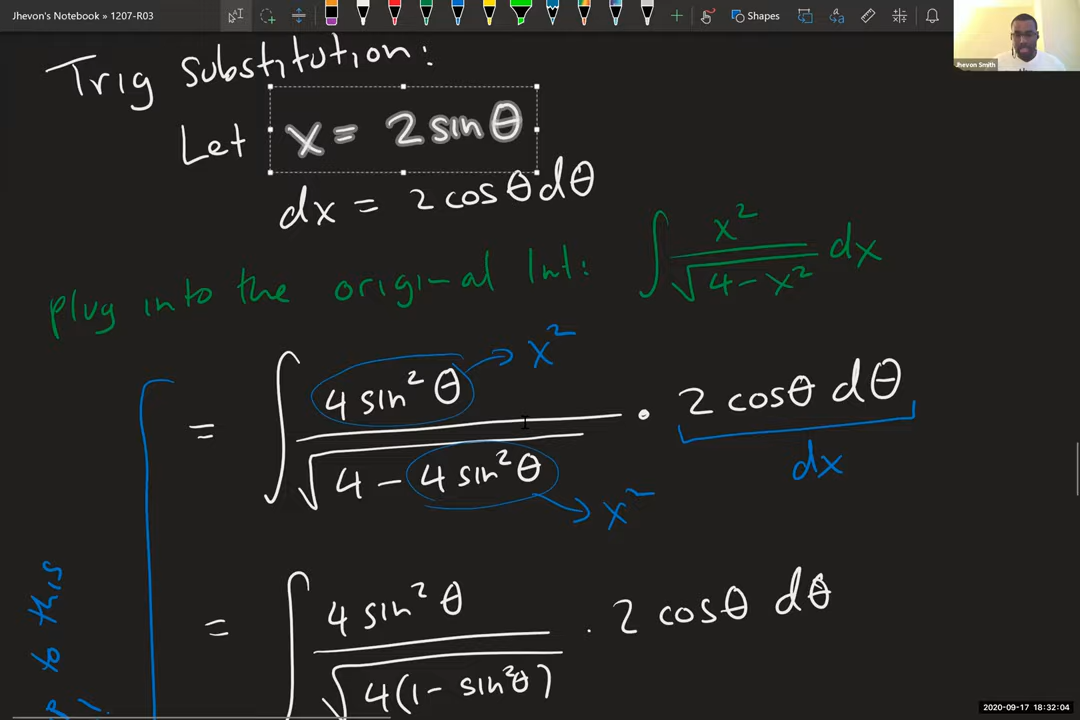 Jhevon's Notebook » 1207-R03
Shapes
Jhevon Smith
Trig substitution:
Let x = 2 sin θ
dx = 2 cos θ dθ
plug into the original Int: ∫ x² / √(4 − x²) dx
= ∫ 4 sin² θ / √(4 − 4 sin² θ) · 2 cos θ dθ
→ x²
→ x²
dx
= ∫ 4 sin² θ / √(4(1 − sin² θ)) · 2 cos θ dθ
to this
2020-09-17 18:32:04